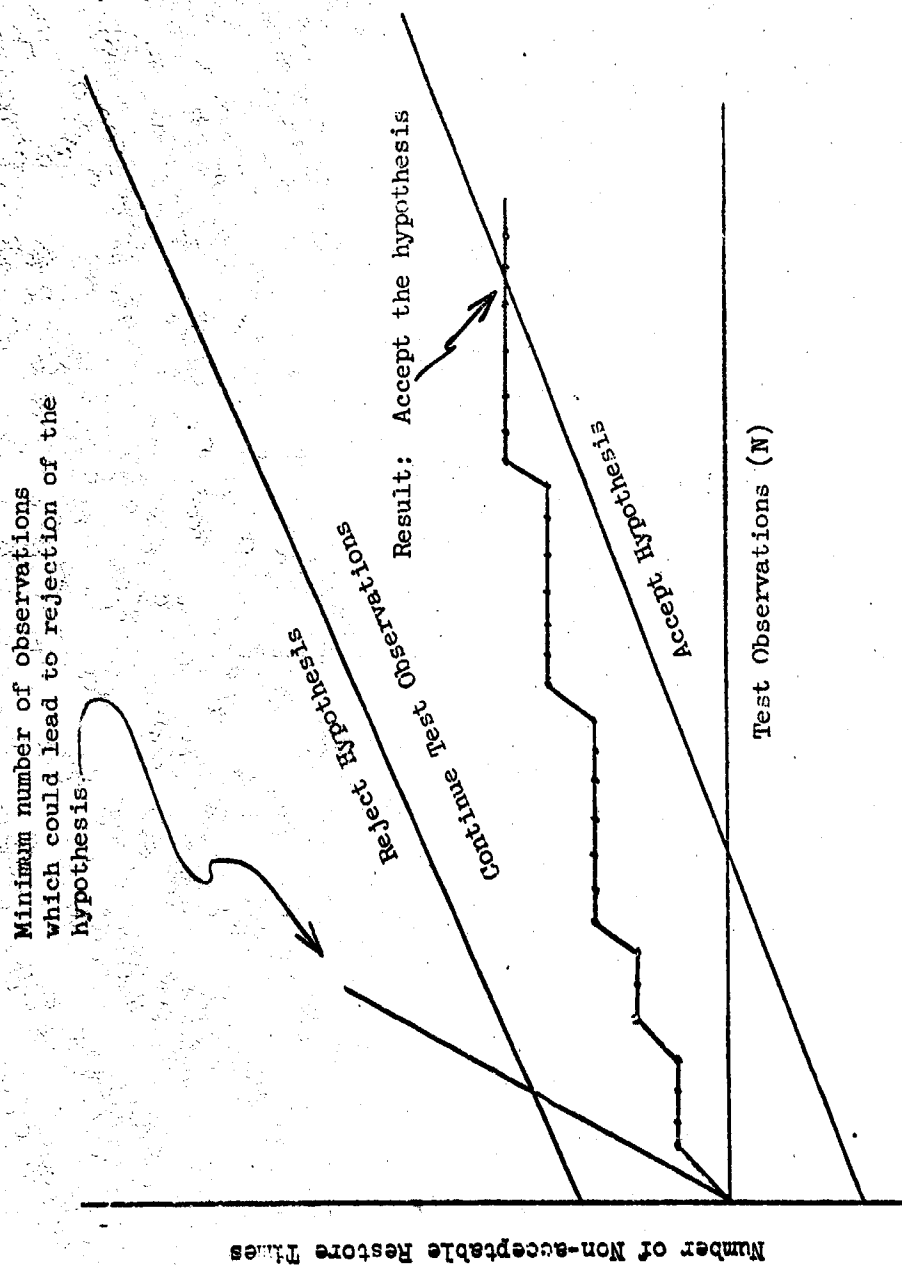 Minimum number of observations
which could lead to rejection of the
hypothesis
Reject Hypothesis
Continue Test Observations
Result: Accept the hypothesis
Accept Hypothesis
Test Observations (N)
Number of Non-acceptable Restore Times